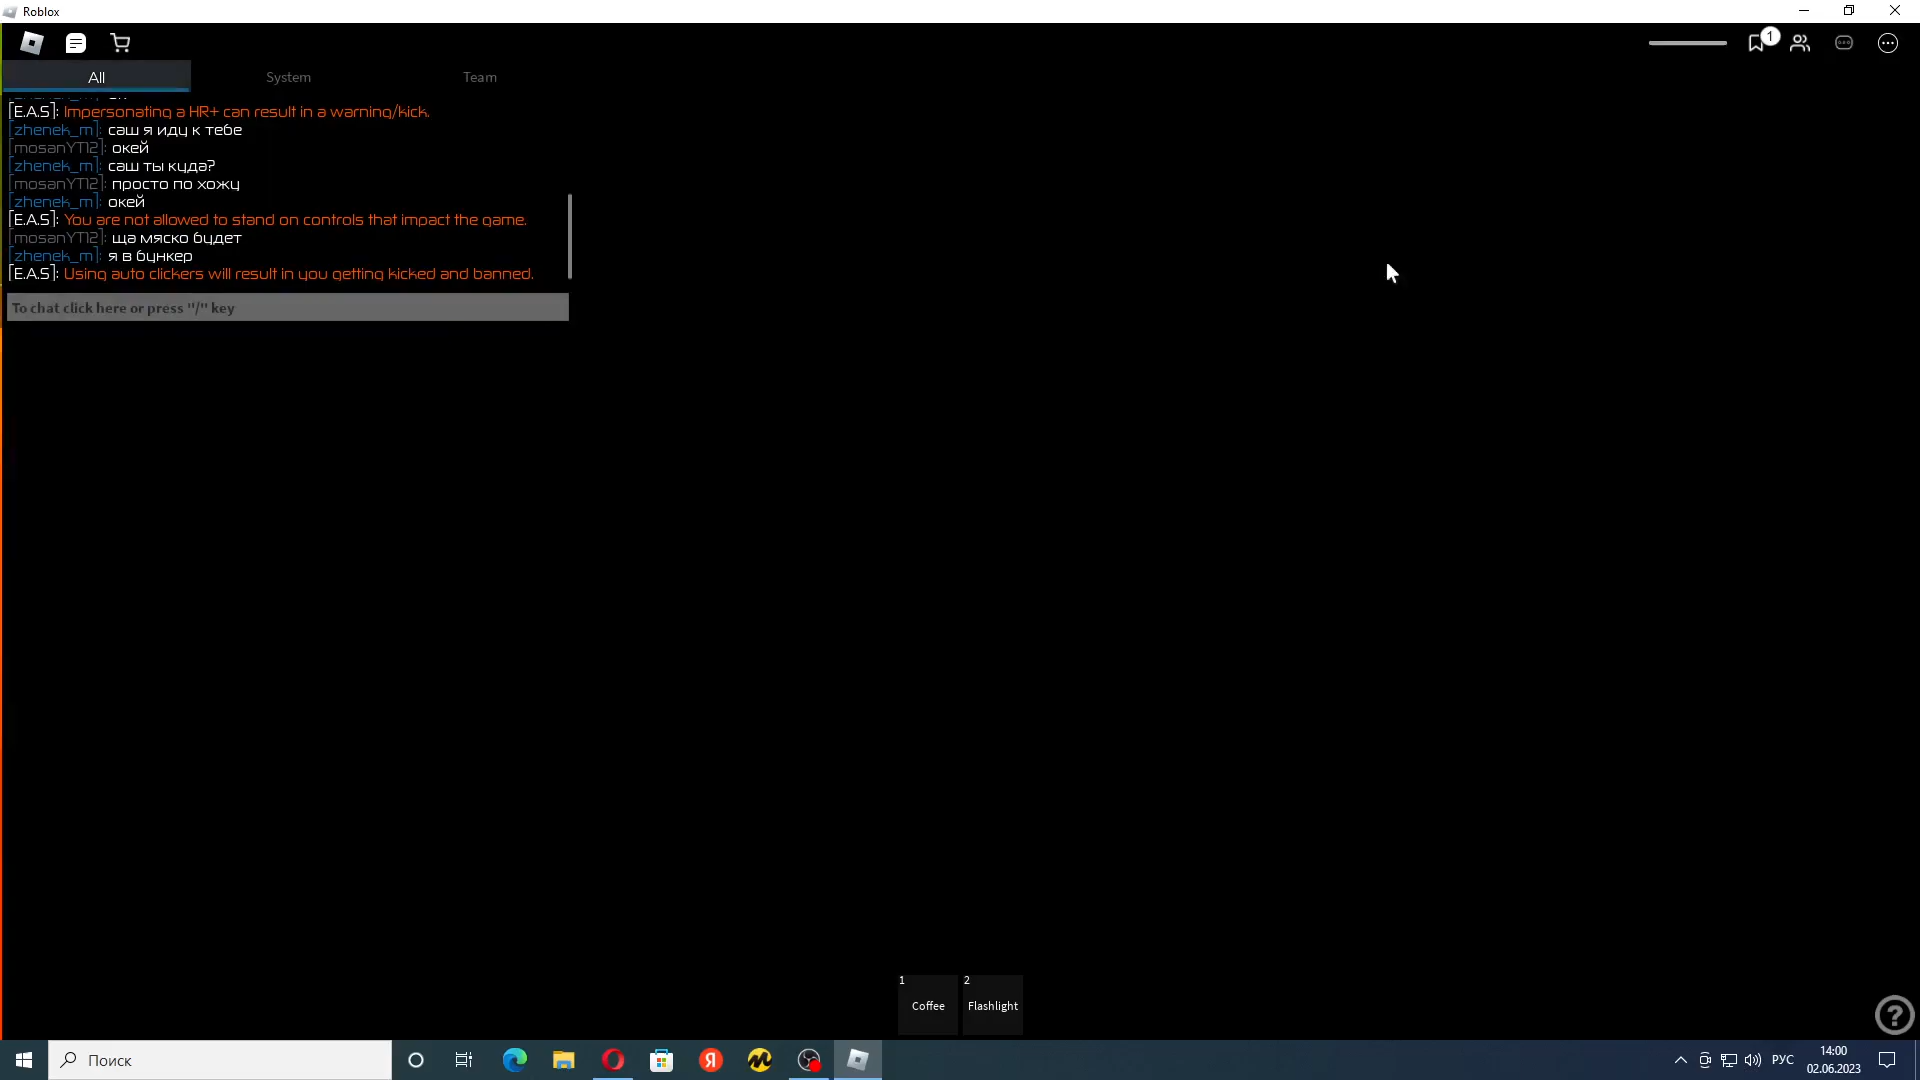 Roblox
1
All System Team
[E.A.S]: Impersonating a HR+ can result in a warning/kick.
[zhenek_m]: саш я иду к тебе
[mosanYT12]: окей
[zhenek_m]: саш ты куда?
[mosanYT12]: просто по хожу
[zhenek_m]: окей
[E.A.S]: You are not allowed to stand on controls that impact the game.
[mosanYT12]: ща мяско будет
[zhenek_m]: я в бункер
[E.A.S]: Using auto clickers will result in you getting kicked and banned.
To chat click here or press "/" key
1 2
Coffee Flashlight
?
Поиск
Я
РУС
14:00
02.06.2023